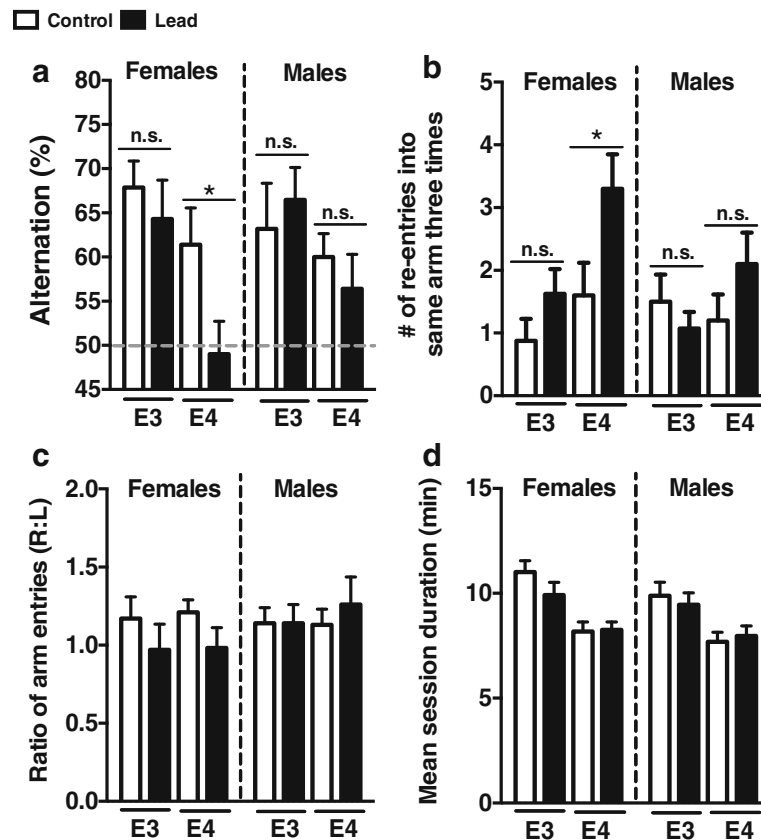 Control Lead
a
Females Males
Alternation (%)
80
75
70
65
60
55
50
45
n.s.
*
n.s.
n.s.
E3 E4 E3 E4
b
Females Males
# of re-entries into
same arm three times
5
4
3
2
1
0
n.s.
*
n.s.
n.s.
E3 E4 E3 E4
c
Females Males
Ratio of arm entries (R:L)
2.0
1.5
1.0
0.5
0.0
E3 E4 E3 E4
d
Females Males
Mean session duration (min)
15
10
5
0
E3 E4 E3 E4